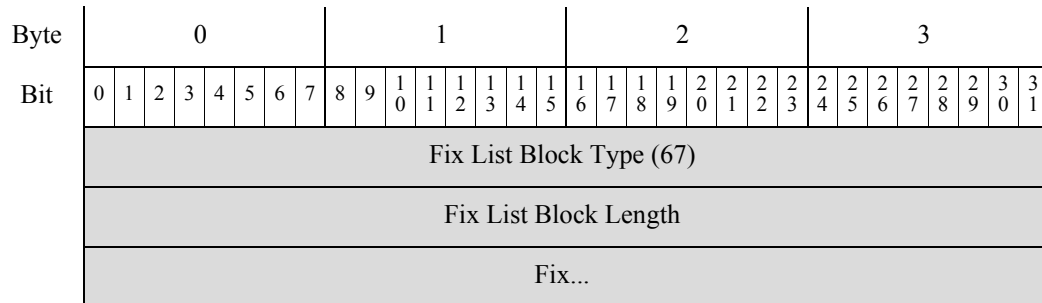 Byte 0 1 2 3
Bit 0 1 2 3 4 5 6 7 8 9 10 11 12 13 14 15 16 17 18 19 20 21 22 23 24 25 26 27 28 29 30 31
Fix List Block Type (67)
Fix List Block Length
Fix...